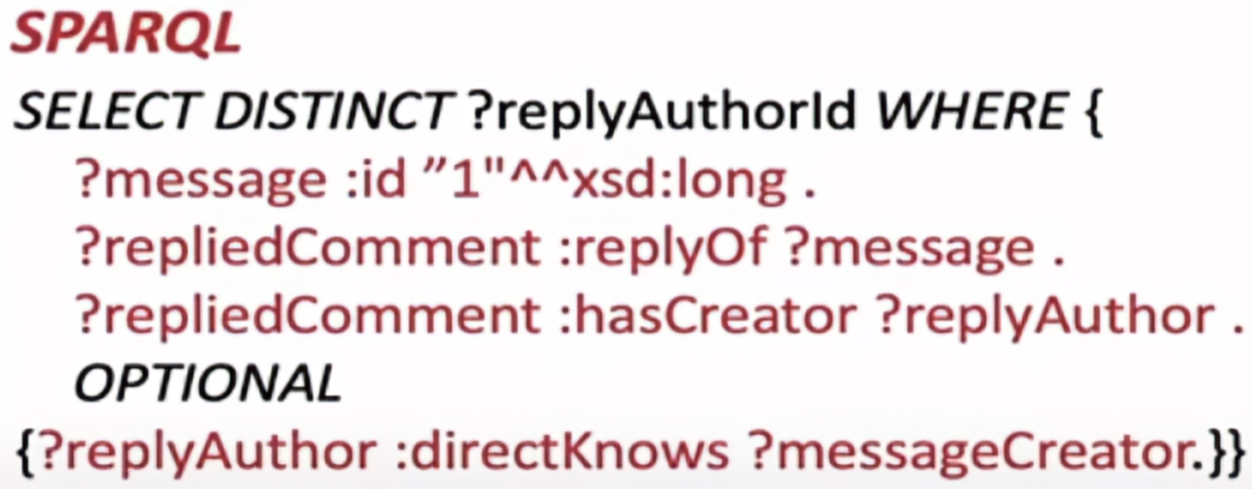 SPARQL
SELECT DISTINCT ?replyAuthorId WHERE {
?message :id ”1"^^xsd:long .
?repliedComment :replyOf ?message .
?repliedComment :hasCreator ?replyAuthor .
OPTIONAL
{?replyAuthor :directKnows ?messageCreator.}}